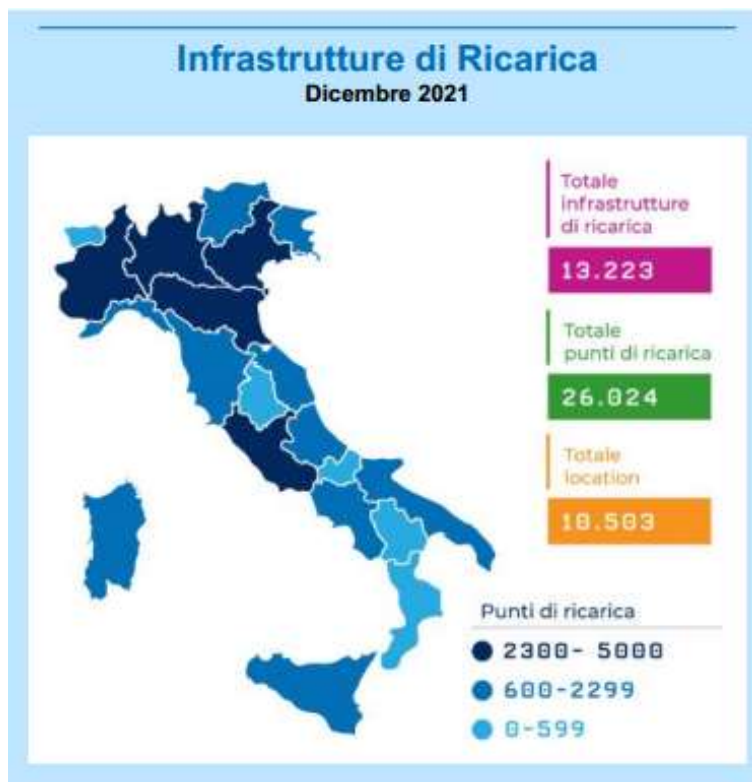 Infrastrutture di Ricarica
Dicembre 2021
Totale
infrastrutture
di ricarica
13.223
Totale
punti di ricarica
26.024
Totale
location
10.503
Punti di ricarica
2300- 5000
600-2299
0-599